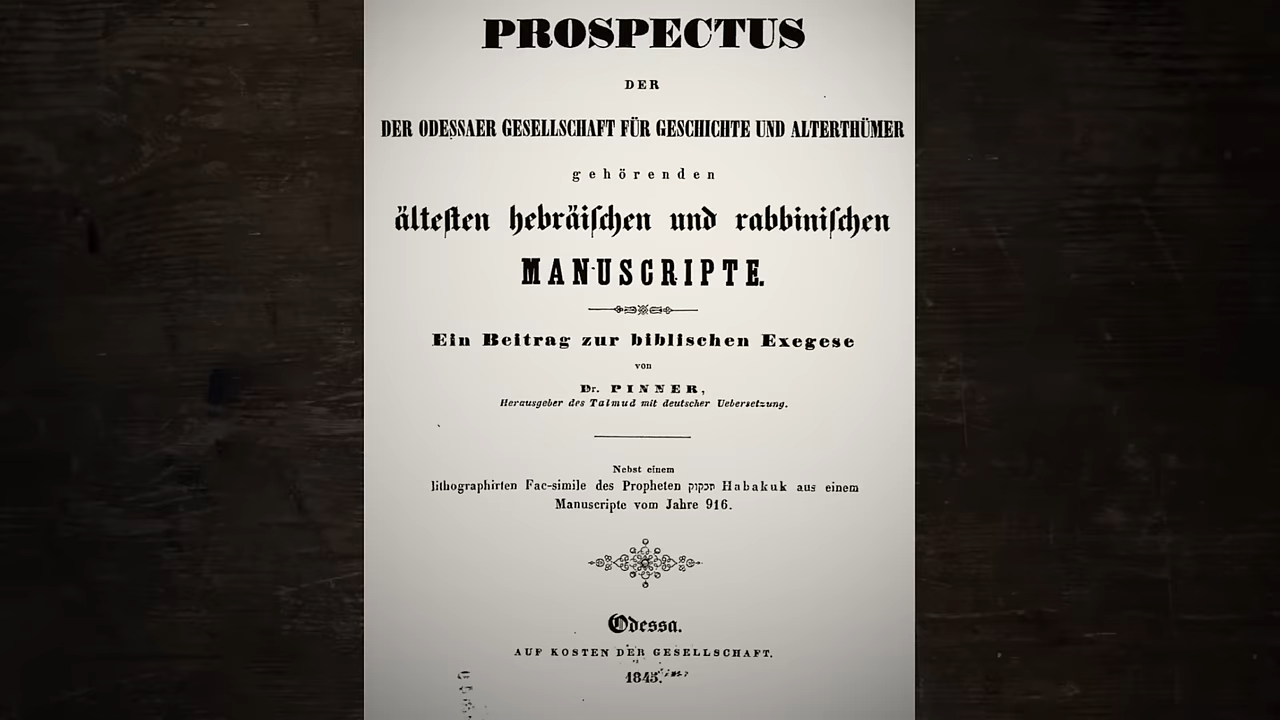 PROSPECTUS
DER
DER ODESSAER GESELLSCHAFT FÜR GESCHICHTE UND ALTERTHÜMER
gehörenden
älteſten hebräiſchen und rabbiniſchen
MANUSCRIPTE.
Ein Beitrag zur biblischen Exegese
von
Dr. PINNER,
Herausgeber des Talmud mit deutscher Uebersetzung.
Nebst einem
lithographirten Fac-simile des Propheten חבקוק Habakuk aus einem
Manuscripte vom Jahre 916.
Odessa.
AUF KOSTEN DER GESELLSCHAFT.
1845.